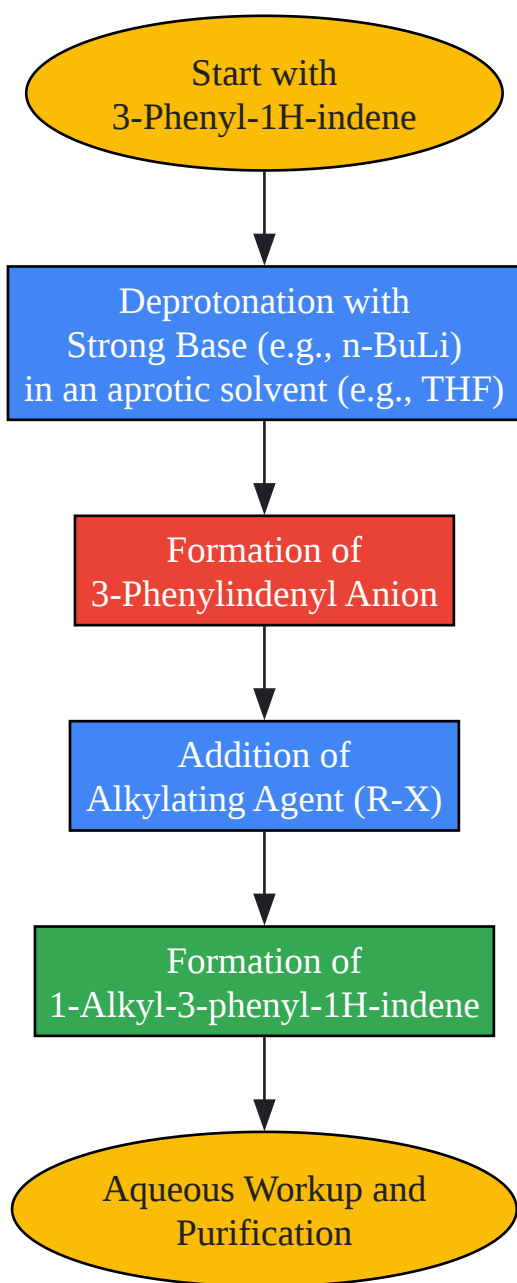 Start with
3-Phenyl-1H-indene
Deprotonation with
Strong Base (e.g., n-BuLi)
in an aprotic solvent (e.g., THF)
Formation of
3-Phenylindenyl Anion
Addition of
Alkylating Agent (R-X)
Formation of
1-Alkyl-3-phenyl-1H-indene
Aqueous Workup and
Purification